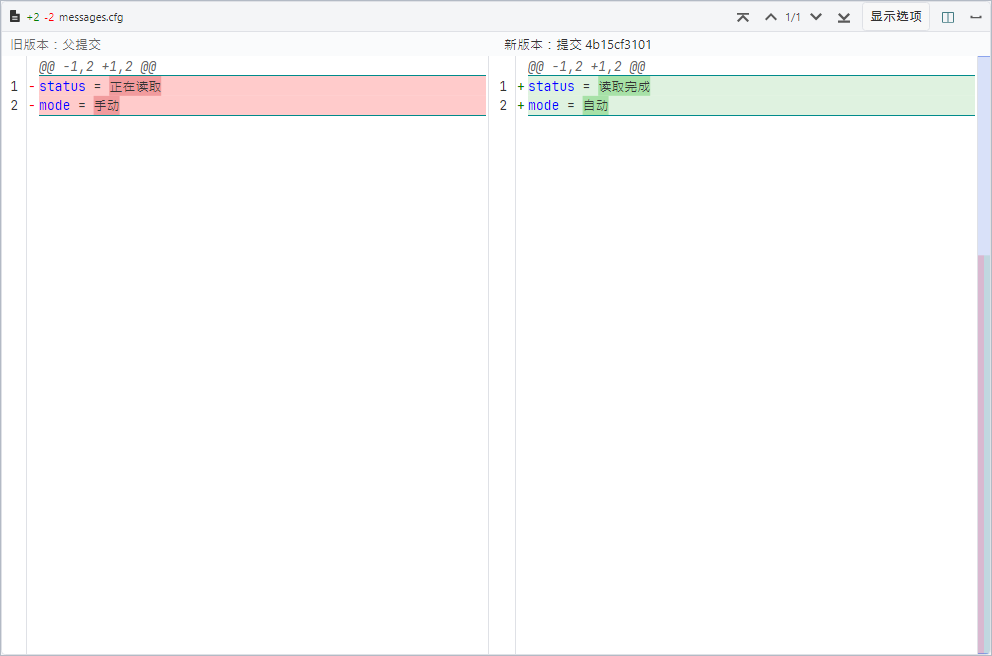 +2 -2 messages.cfg 1/1 显示选项
旧版本：父提交
新版本：提交 4b15cf3101
@@ -1,2 +1,2 @@
1 -status = 正在读取
2 -mode = 手动
@@ -1,2 +1,2 @@
1 +status = 读取完成
2 +mode = 自动